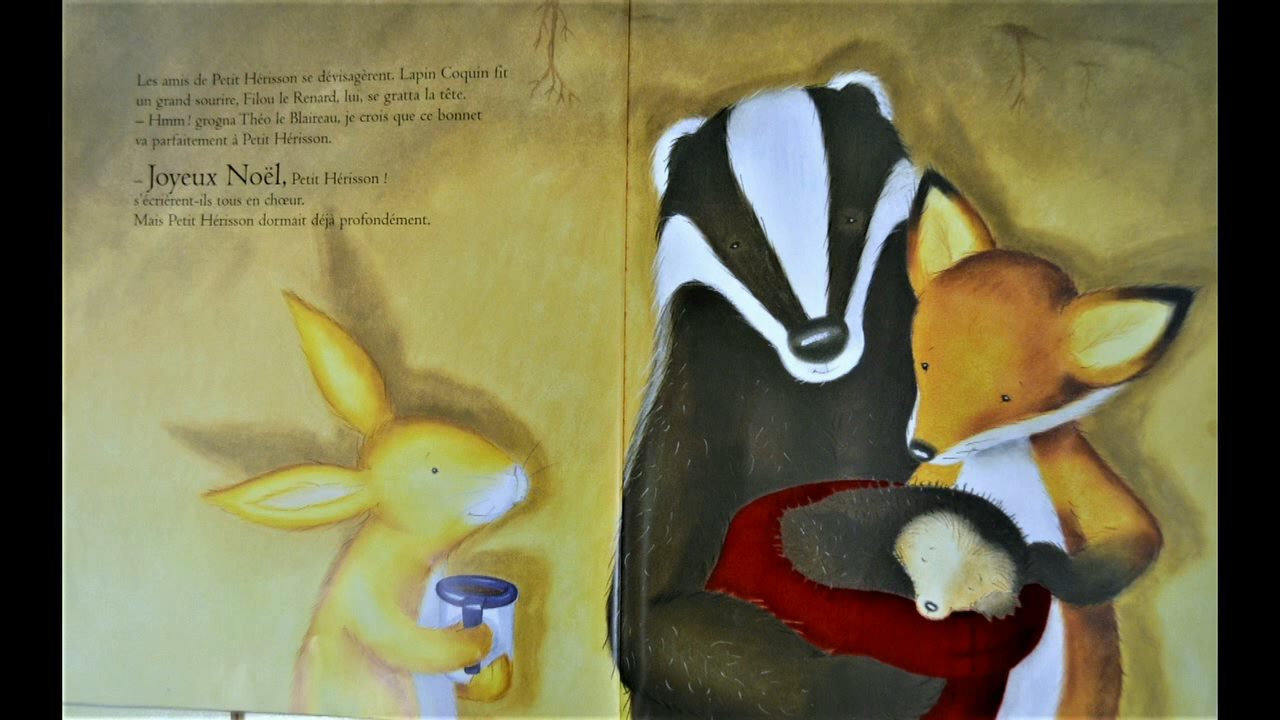 Les amis de Petit Hérisson se dévisagèrent. Lapin Coquin fit
un grand sourire, Filou le Renard, lui, se gratta la tête.
– Hmm ! grogna Théo le Blaireau, je crois que ce bonnet
va parfaitement à Petit Hérisson.
– Joyeux Noël, Petit Hérisson !
s'écrièrent-ils tous en chœur.
Mais Petit Hérisson dormait déjà profondément.